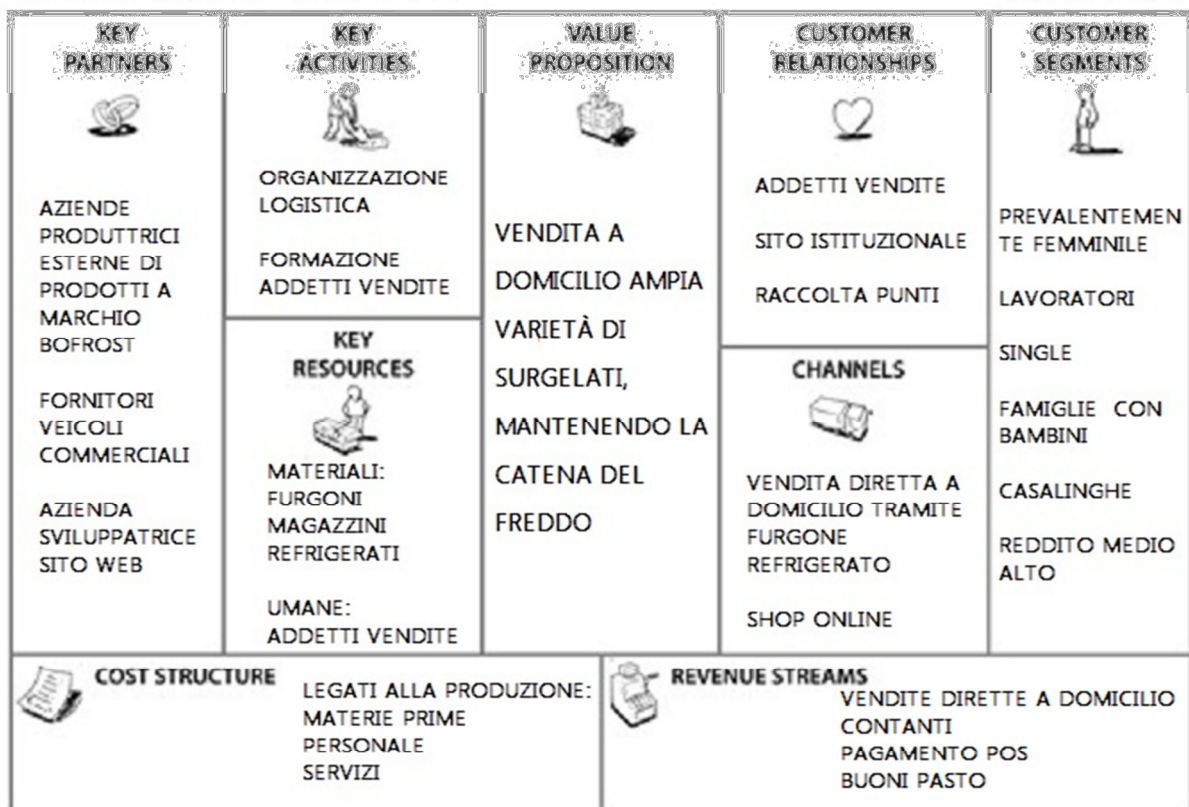 KEY
PARTNERS
AZIENDE
PRODUTTRICI
ESTERNE DI
PRODOTTI A
MARCHIO
BOFROST
FORNITORI
VEICOLI
COMMERCIALI
AZIENDA
SVILUPPATRICE
SITO WEB
KEY
ACTIVITIES
ORGANIZZAZIONE
LOGISTICA
FORMAZIONE
ADDETTI VENDITE
KEY
RESOURCES
MATERIALI:
FURGONI
MAGAZZINI
REFRIGERATI
UMANE:
ADDETTI VENDITE
VALUE
PROPOSITION
VENDITA A
DOMICILIO AMPIA
VARIETÀ DI
SURGELATI,
MANTENENDO LA
CATENA DEL
FREDDO
CUSTOMER
RELATIONSHIPS
ADDETTI VENDITE
SITO ISTITUZIONALE
RACCOLTA PUNTI
CHANNELS
VENDITA DIRETTA A
DOMICILIO TRAMITE
FURGONE
REFRIGERATO
SHOP ONLINE
CUSTOMER
SEGMENTS
PREVALENTEMEN
TE FEMMINILE
LAVORATORI
SINGLE
FAMIGLIE CON
BAMBINI
CASALINGHE
REDDITO MEDIO
ALTO
COST STRUCTURE
LEGATI ALLA PRODUZIONE:
MATERIE PRIME
PERSONALE
SERVIZI
REVENUE STREAMS
VENDITE DIRETTE A DOMICILIO
CONTANTI
PAGAMENTO POS
BUONI PASTO